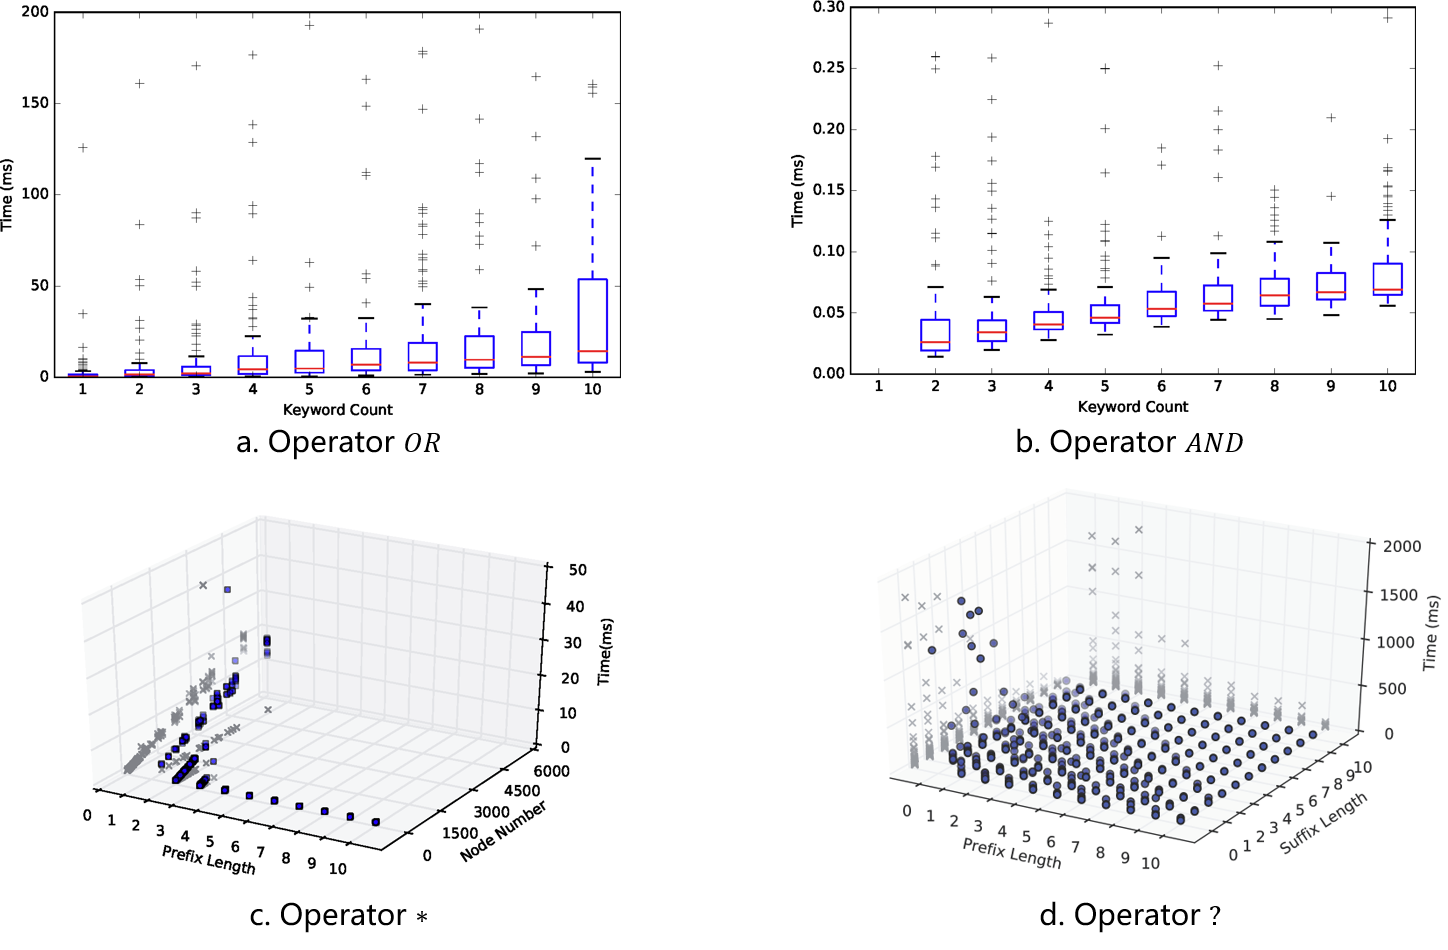 200
150
100
50
0
Time (ms)
1 2 3 4 5 6 7 8 9 10
Keyword Count
a. Operator OR
0.30
0.25
0.20
0.15
0.10
0.05
0.00
Time (ms)
1 2 3 4 5 6 7 8 9 10
Keyword Count
b. Operator AND
50
40
30
20
10
0
Time(ms)
6000
4500
3000
1500
0
Node Number
0 1 2 3 4 5 6 7 8 9 10
Prefix Length
c. Operator *
2000
1500
1000
500
0
Time (ms)
0 1 2 3 4 5 6 7 8 9 10
Suffix Length
0 1 2 3 4 5 6 7 8 9 10
Prefix Length
d. Operator ?